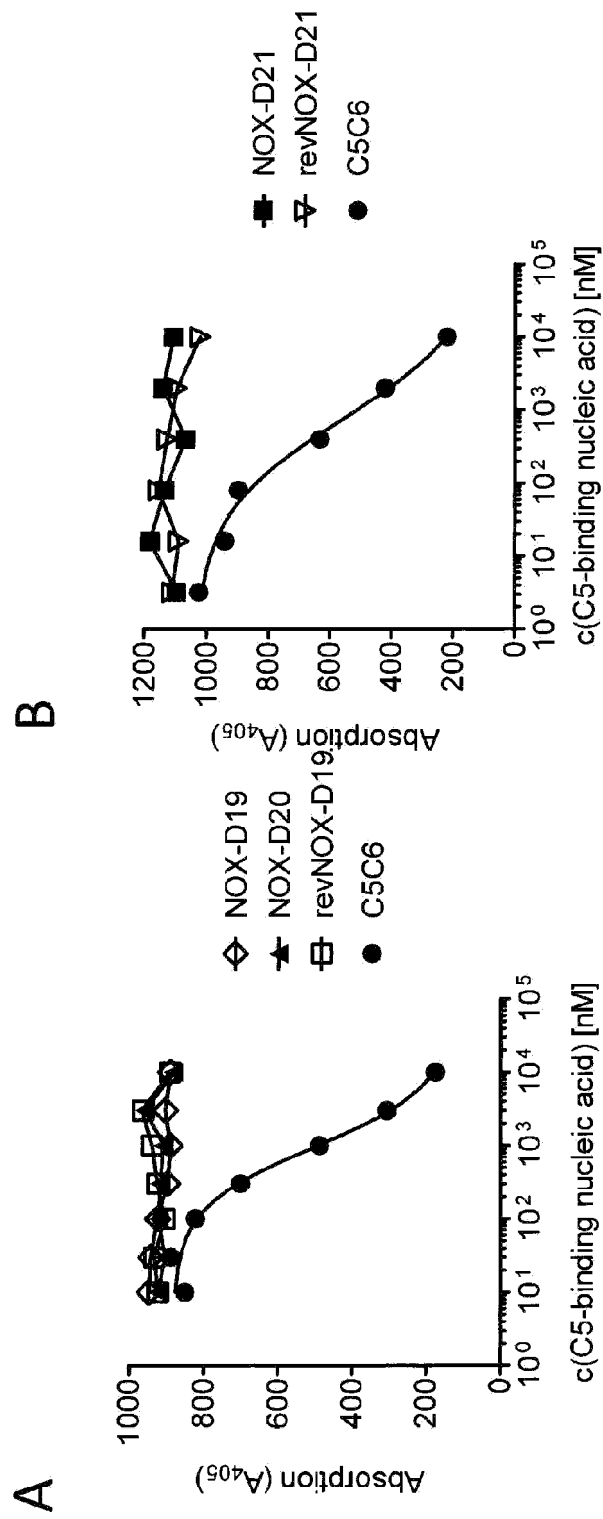 A
Absorption (A405)
1000
800
600
400
200
0
10^0
10^1
10^2
10^3
10^4
10^5
c(C5-binding nucleic acid) [nM]
NOX-D19
NOX-D20
revNOX-D19
C5C6
B
Absorption (A405)
1200
1000
800
600
400
200
0
10^0
10^1
10^2
10^3
10^4
10^5
c(C5-binding nucleic acid) [nM]
NOX-D21
revNOX-D21
C5C6